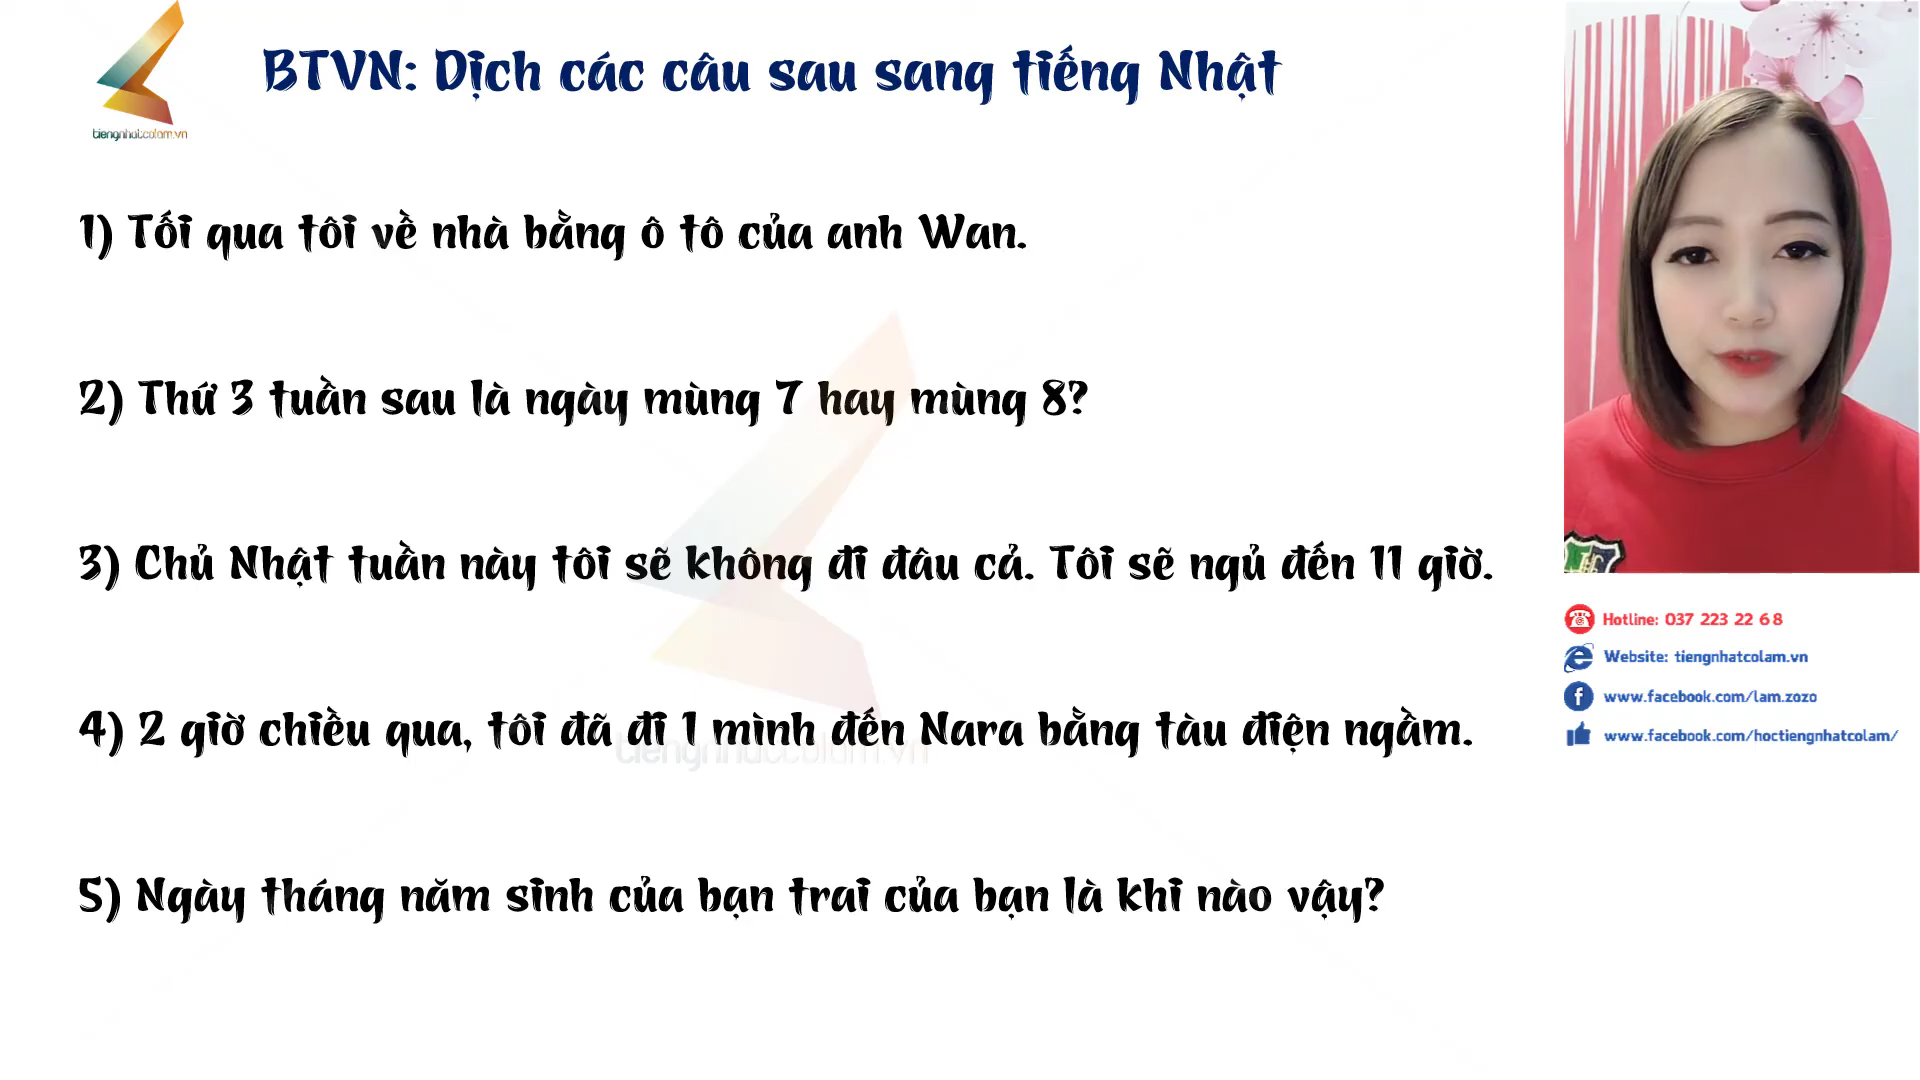 tiengnhatcolam.vn
BTVN: Dịch các câu sau sang tiếng Nhật
1) Tối qua tôi về nhà bằng ô tô của anh Wan.
2) Thứ 3 tuần sau là ngày mùng 7 hay mùng 8?
3) Chủ Nhật tuần này tôi sẽ không đi đâu cả. Tôi sẽ ngủ đến 11 giờ.
4) 2 giờ chiều qua, tôi đã đi 1 mình đến Nara bằng tàu điện ngầm.
tiengnhatcolam.vn
5) Ngày tháng năm sinh của bạn trai của bạn là khi nào vậy?
Hotline: 037 223 22 68
Website: tiengnhatcolam.vn
www.facebook.com/lam.zozo
www.facebook.com/hoctiengnhatcolam/